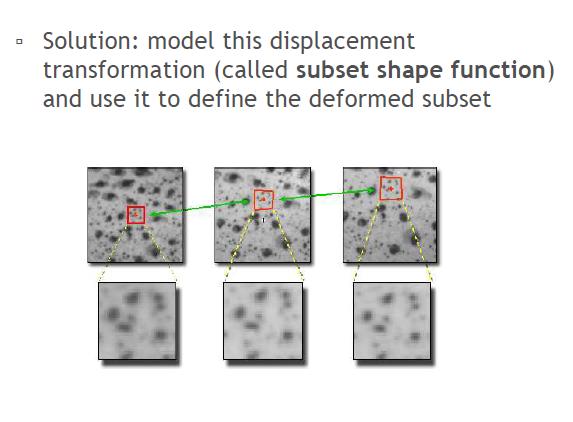 Solution: model this displacement
transformation (called subset shape function)
and use it to define the deformed subset